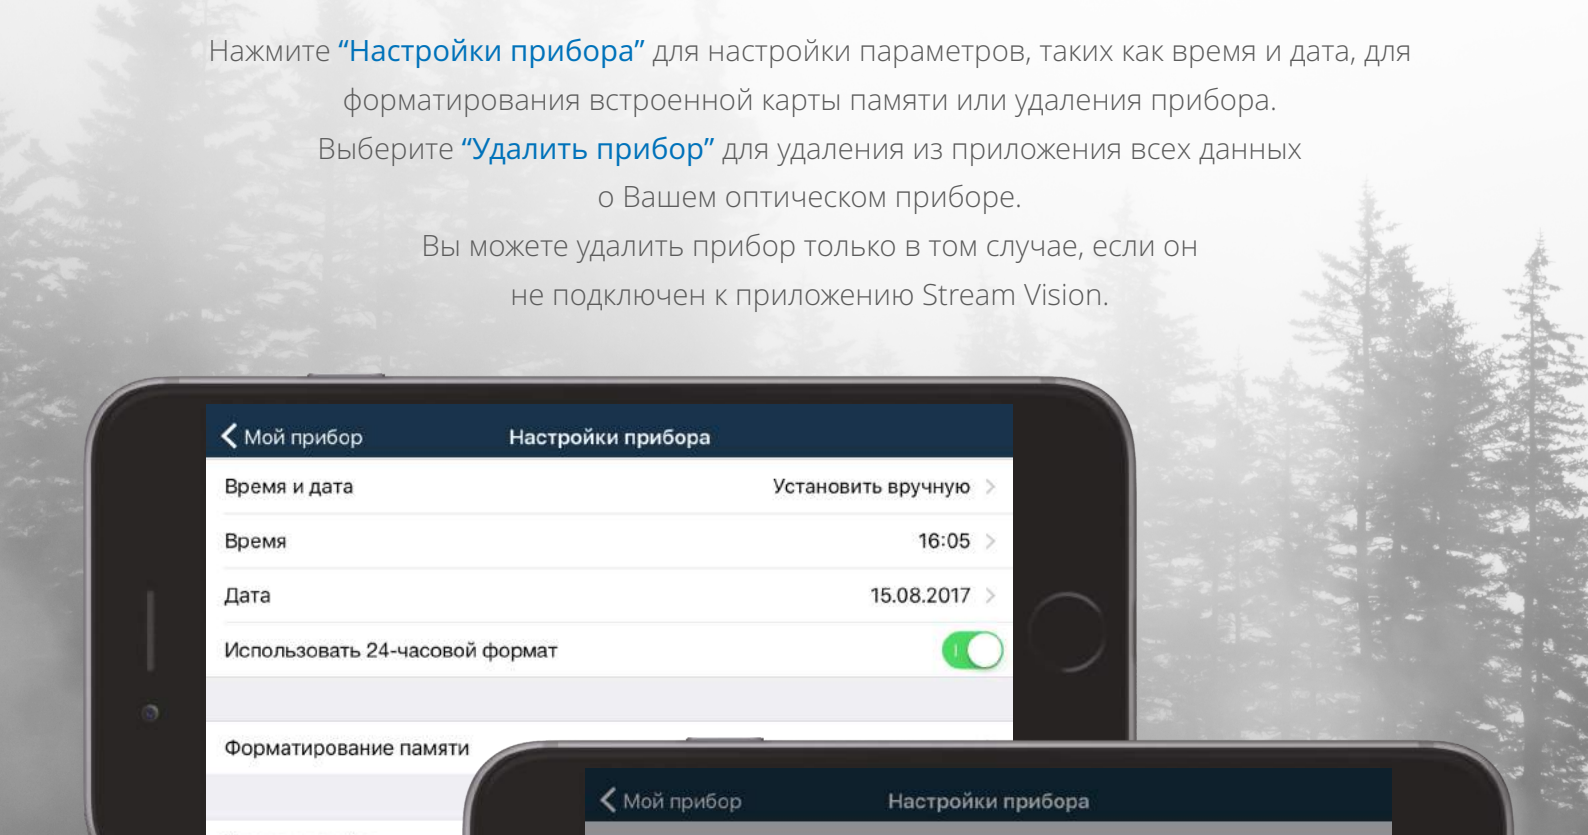 Нажмите “Настройки прибора” для настройки параметров, таких как время и дата, для
форматирования встроенной карты памяти или удаления прибора.
Выберите “Удалить прибор” для удаления из приложения всех данных
о Вашем оптическом приборе.
Вы можете удалить прибор только в том случае, если он
не подключен к приложению Stream Vision.
Мой прибор Настройки прибора
Время и дата Установить вручную
Время 16:05
Дата 15.08.2017
Использовать 24-часовой формат
Форматирование памяти
Мой прибор Настройки прибора